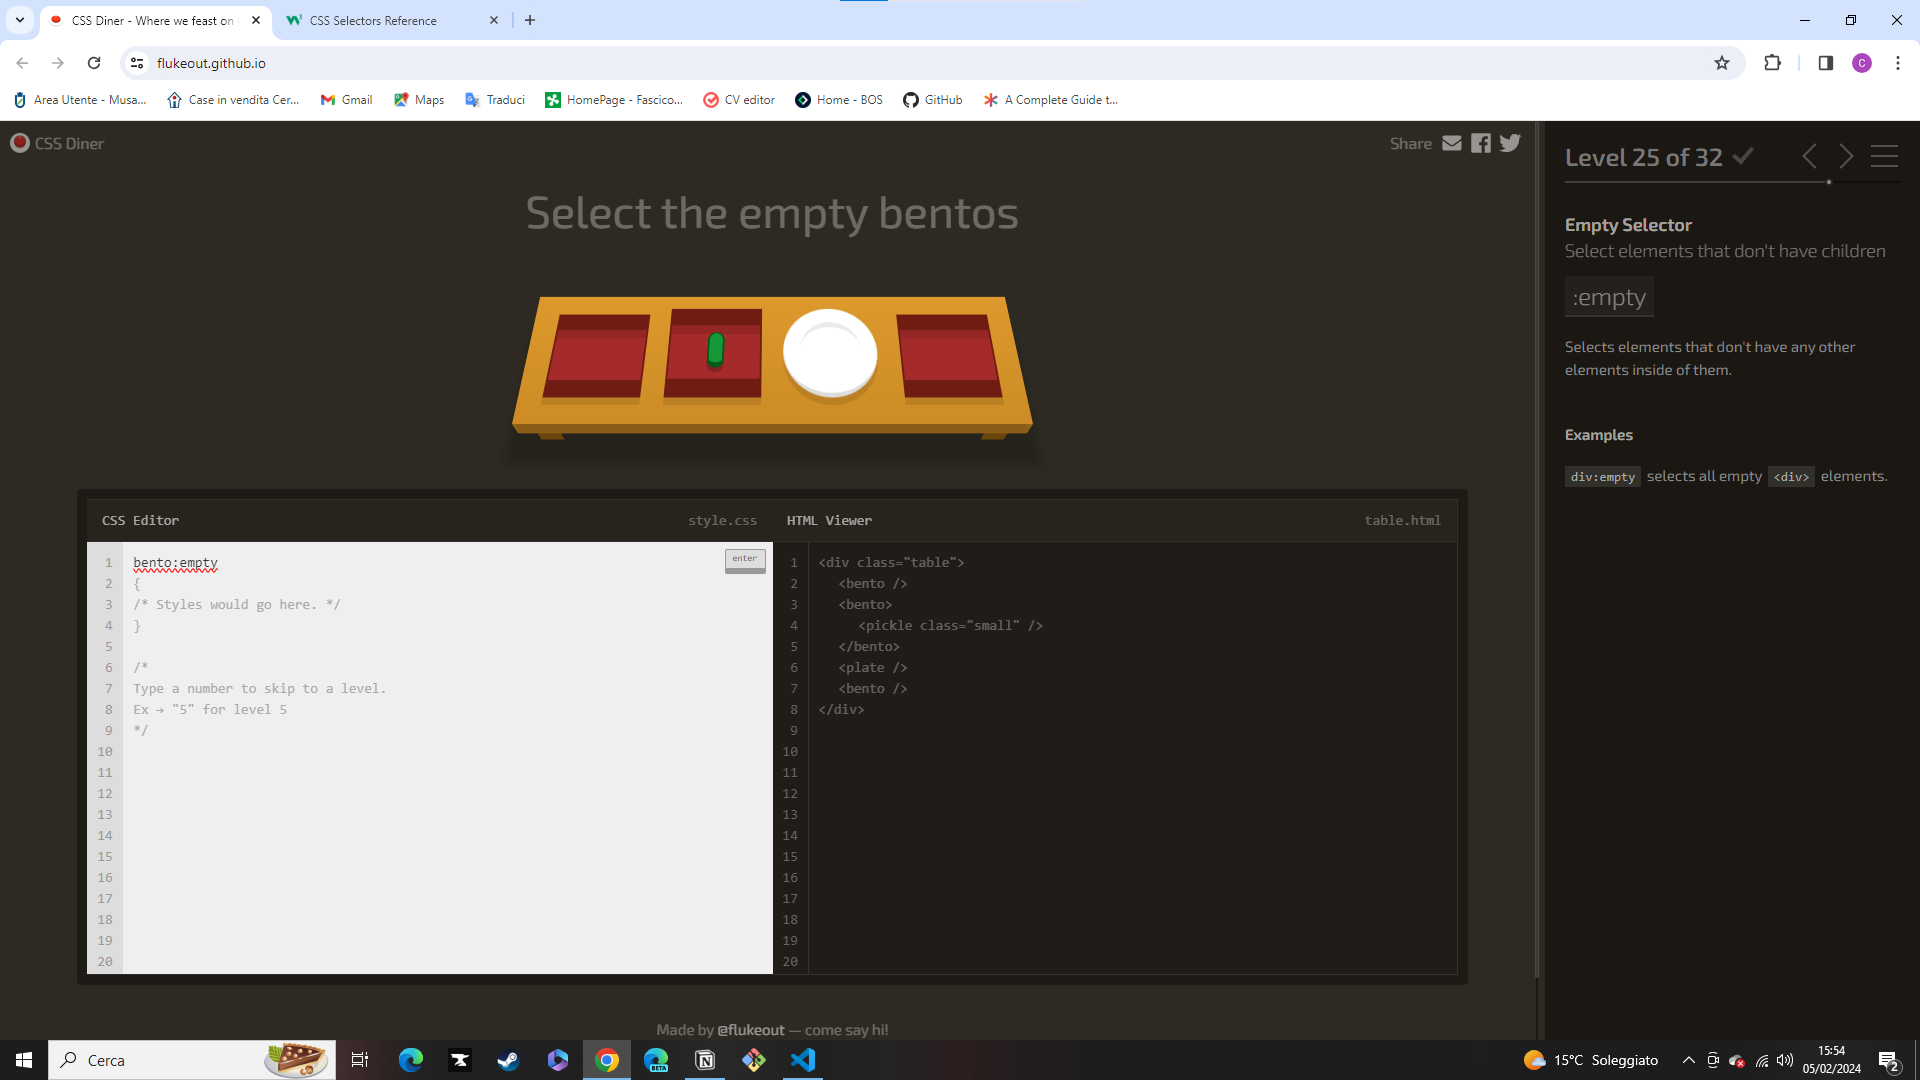 CSS Diner - Where we feast on
CSS Selectors Reference
flukeout.github.io
Area Utente - Musa...
Case in vendita Cer...
Gmail
Maps
Traduci
HomePage - Fascico...
CV editor
Home - BOS
GitHub
A Complete Guide t...
C
CSS Diner
Share
Select the empty bentos
CSS Editor
style.css
1 bento:empty
2 {
3 /* Styles would go here. */
4 }
5
6 /*
7 Type a number to skip to a level.
8 Ex → "5" for level 5
9 */
10
11
12
13
14
15
16
17
18
19
20
enter
HTML Viewer
table.html
1 <div class="table">
2 <bento />
3 <bento>
4 <pickle class="small" />
5 </bento>
6 <plate />
7 <bento />
8 </div>
9
10
11
12
13
14
15
16
17
18
19
20
Made by @flukeout — come say hi!
Level 25 of 32
Empty Selector
Select elements that don't have children
:empty
Selects elements that don't have any other
elements inside of them.
Examples
div:empty selects all empty <div> elements.
Cerca
BETA
15°C Soleggiato
15:54
05/02/2024
2